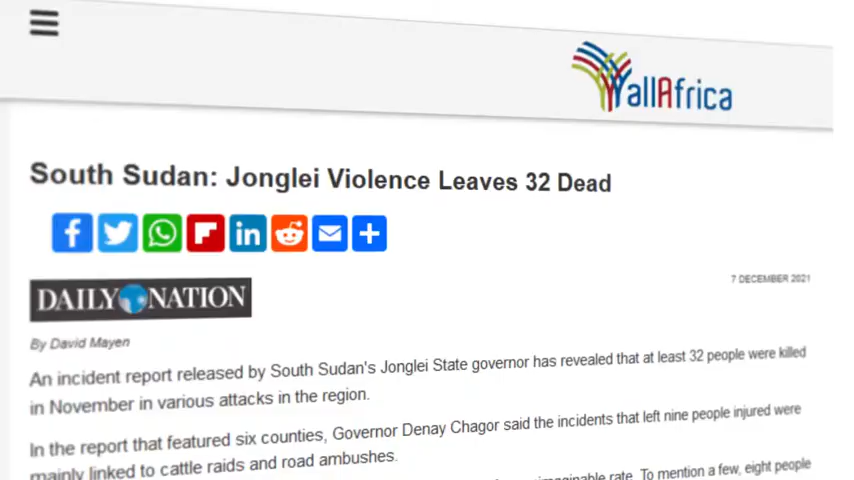 allAfrica
South Sudan: Jonglei Violence Leaves 32 Dead
DAILY NATION
7 DECEMBER 2021
By David Mayen
An incident report released by South Sudan's Jonglei State governor has revealed that at least 32 people were killed
in November in various attacks in the region.
In the report that featured six counties, Governor Denay Chagor said the incidents that left nine people injured were
mainly linked to cattle raids and road ambushes.
rate. To mention a few, eight people